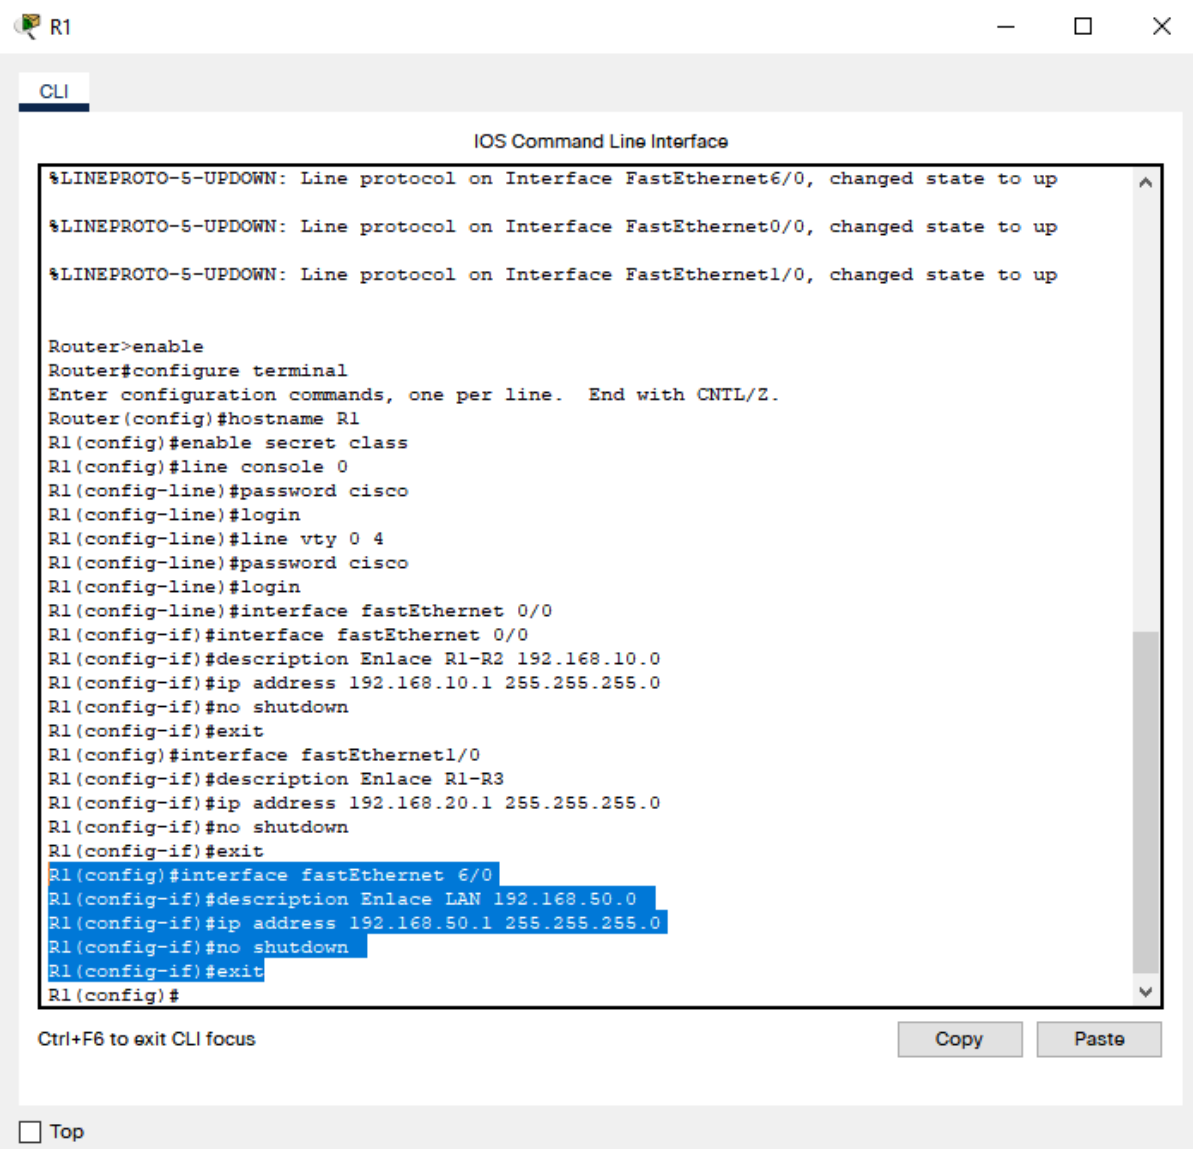 R1
CLI
IOS Command Line Interface
%LINEPROTO-5-UPDOWN: Line protocol on Interface FastEthernet6/0, changed state to up
%LINEPROTO-5-UPDOWN: Line protocol on Interface FastEthernet0/0, changed state to up
%LINEPROTO-5-UPDOWN: Line protocol on Interface FastEthernet1/0, changed state to up
Router>enable
Router#configure terminal
Enter configuration commands, one per line.  End with CNTL/Z.
Router(config)#hostname R1
R1(config)#enable secret class
R1(config)#line console 0
R1(config-line)#password cisco
R1(config-line)#login
R1(config-line)#line vty 0 4
R1(config-line)#password cisco
R1(config-line)#login
R1(config-line)#interface fastEthernet 0/0
R1(config-if)#interface fastEthernet 0/0
R1(config-if)#description Enlace R1-R2 192.168.10.0
R1(config-if)#ip address 192.168.10.1 255.255.255.0
R1(config-if)#no shutdown
R1(config-if)#exit
R1(config)#interface fastEthernet1/0
R1(config-if)#description Enlace R1-R3
R1(config-if)#ip address 192.168.20.1 255.255.255.0
R1(config-if)#no shutdown
R1(config-if)#exit
R1(config)#interface fastEthernet 6/0
R1(config-if)#description Enlace LAN 192.168.50.0
R1(config-if)#ip address 192.168.50.1 255.255.255.0
R1(config-if)#no shutdown
R1(config-if)#exit
R1(config)#
Ctrl+F6 to exit CLI focus
Copy
Paste
Top